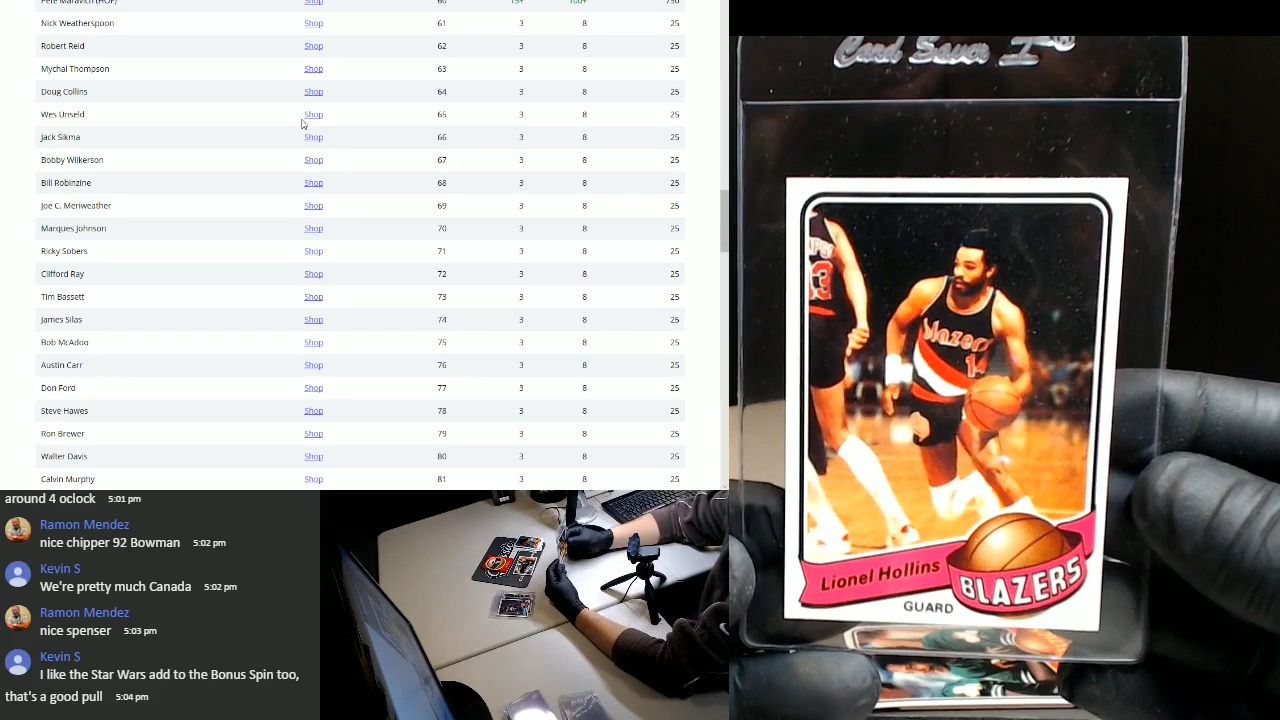 Pete Maravich (HOF) 60 15+ 100+ 750
Nick Weatherspoon Shop 61 3 8 25
Robert Reid Shop 62 3 8 25
Mychal Thompson Shop 63 3 8 25
Doug Collins Shop 64 3 8 25
Wes Unseld Shop 65 3 8 25
Jack Sikma Shop 66 3 8 25
Bobby Wilkerson Shop 67 3 8 25
Bill Robinzine Shop 68 3 8 25
Joe C. Meriweather Shop 69 3 8 25
Marques Johnson Shop 70 3 8 25
Ricky Sobers Shop 71 3 8 25
Clifford Ray Shop 72 3 8 25
Tim Bassett Shop 73 3 8 25
James Silas Shop 74 3 8 25
Bob McAdoo Shop 75 3 8 25
Austin Carr Shop 76 3 8 25
Don Ford Shop 77 3 8 25
Steve Hawes Shop 78 3 8 25
Ron Brewer Shop 79 3 8 25
Walter Davis Shop 80 3 8 25
Calvin Murphy Shop 81 3 8 25
around 4 oclock 5:01 pm
Ramon Mendez
nice chipper 92 Bowman 5:02 pm
Kevin S
We're pretty much Canada 5:02 pm
Ramon Mendez
nice spenser 5:03 pm
Kevin S
I like the Star Wars add to the Bonus Spin too,
that's a good pull 5:04 pm
Card Saver I
Blazers
14
13
Lionel Hollins
BLAZERS
GUARD